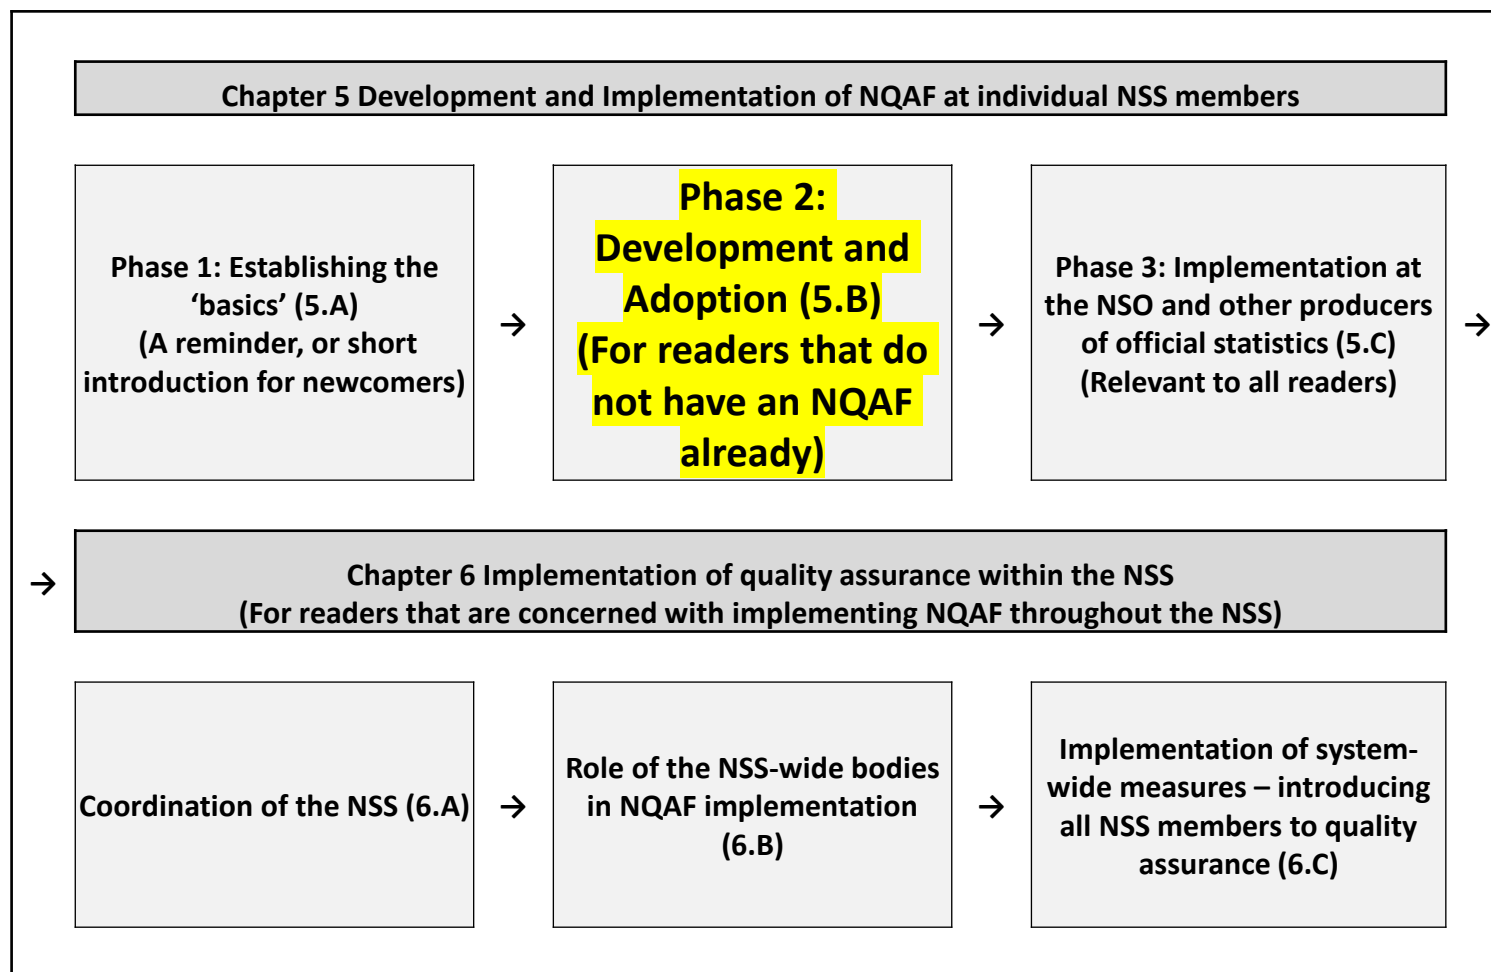 Chapter 5 Development and Implementation of NQAF at individual NSS members
Phase 1: Establishing the
‘basics’ (5.A)
(A reminder, or short
introduction for newcomers)
→
Phase 2:
Development and
Adoption (5.B)
(For readers that do
not have an NQAF
already)
→
Phase 3: Implementation at
the NSO and other producers
of official statistics (5.C)
(Relevant to all readers)
→
→
Chapter 6 Implementation of quality assurance within the NSS
(For readers that are concerned with implementing NQAF throughout the NSS)
Coordination of the NSS (6.A)
→
Role of the NSS-wide bodies
in NQAF implementation
(6.B)
→
Implementation of system-
wide measures – introducing
all NSS members to quality
assurance (6.C)